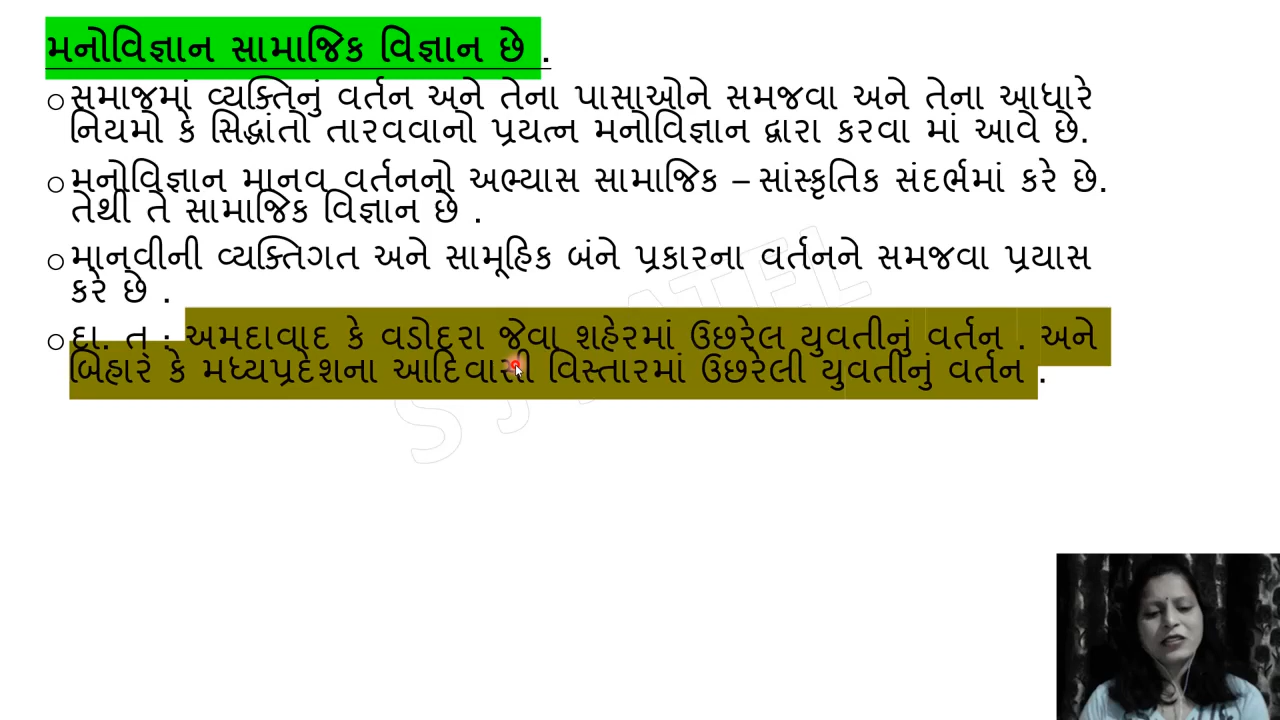 મનોવિજ્ઞાન સામાજિક વિજ્ઞાન છે .
સમાજમાં વ્યક્તિનું વર્તન અને તેના પાસાઓને સમજવા અને તેના આધારે
નિયમો કે સિદ્ધાંતો તારવવાનો પ્રયત્ન મનોવિજ્ઞાન દ્વારા કરવા માં આવે છે.
મનોવિજ્ઞાન માનવ વર્તનનો અભ્યાસ સામાજિક – સાંસ્કૃતિક સંદર્ભમાં કરે છે.
તેથી તે સામાજિક વિજ્ઞાન છે .
માનવીની વ્યક્તિગત અને સામૂહિક બંને પ્રકારના વર્તનને સમજવા પ્રયાસ
કરે છે .
દા. ત : અમદાવાદ કે વડોદરા જેવા શહેરમાં ઉછરેલ યુવતીનું વર્તન . અને
બિહાર કે મધ્યપ્રદેશના આદિવાસી વિસ્તારમાં ઉછરેલી યુવતીનું વર્તન .